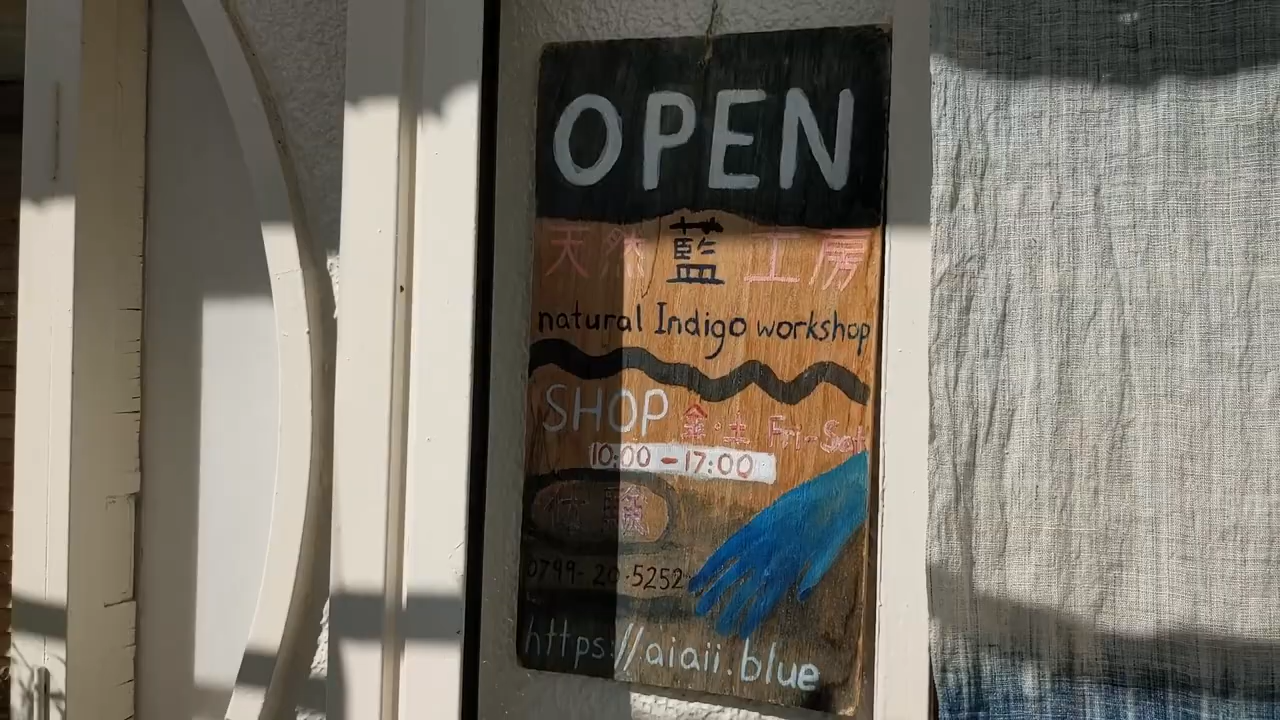 OPEN
天然藍工房
natural Indigo workshop
SHOP 金・土 Fri-Sat
10:00 -17:00
体験
0799-20-5252
https://aiaii.blue